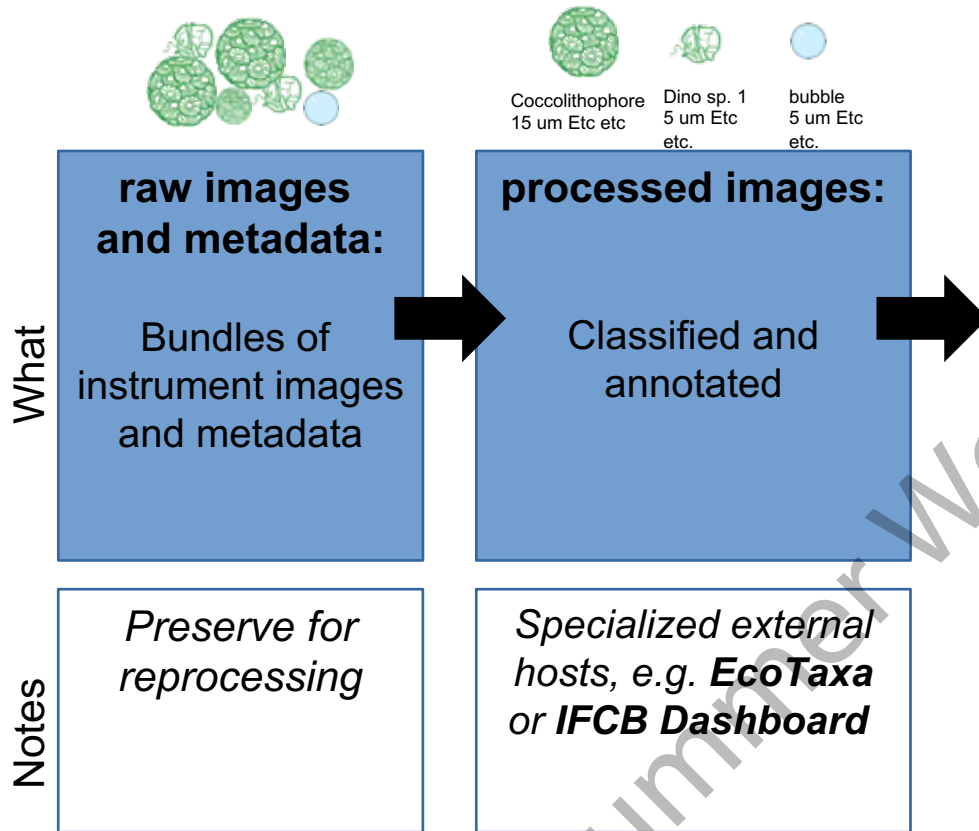 Coccolithophore
15 um Etc etc
Dino sp. 1
5 um Etc
etc.
bubble
5 um Etc
etc.
What
raw images
and metadata:
Bundles of
instrument images
and metadata
processed images:
Classified and
annotated
Notes
Preserve for
reprocessing
Specialized external
hosts, e.g. EcoTaxa
or IFCB Dashboard
ummer W